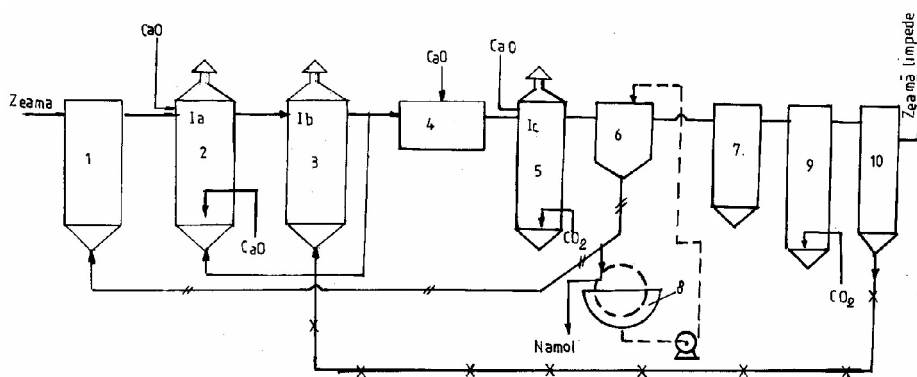 CaO
Zeama
1
Ia
2
CaO
Ib
3
CaO
4
CaO
Ic
5
CO2
6
7.
8
Namol
9
CO2
10
Zeamă limpede